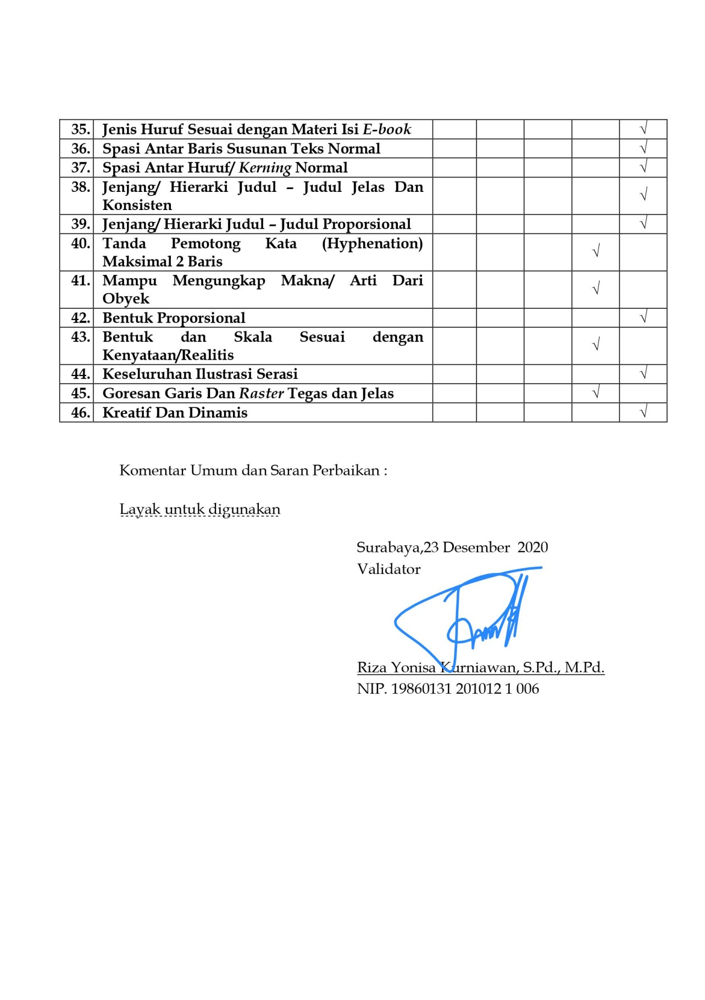 35. Jenis Huruf Sesuai dengan Materi Isi E-book √
36. Spasi Antar Baris Susunan Teks Normal √
37. Spasi Antar Huruf/ Kerning Normal √
38. Jenjang/ Hierarki Judul – Judul Jelas Dan
Konsisten √
39. Jenjang/ Hierarki Judul – Judul Proporsional √
40. Tanda Pemotong Kata (Hyphenation)
Maksimal 2 Baris √
41. Mampu Mengungkap Makna/ Arti Dari
Obyek √
42. Bentuk Proporsional √
43. Bentuk dan Skala Sesuai dengan
Kenyataan/Realitis √
44. Keseluruhan Ilustrasi Serasi √
45. Goresan Garis Dan Raster Tegas dan Jelas √
46. Kreatif Dan Dinamis √
Komentar Umum dan Saran Perbaikan :
Layak untuk digunakan
Surabaya,23 Desember 2020
Validator
Riza Yonisa Kurniawan, S.Pd., M.Pd.
NIP. 19860131 201012 1 006